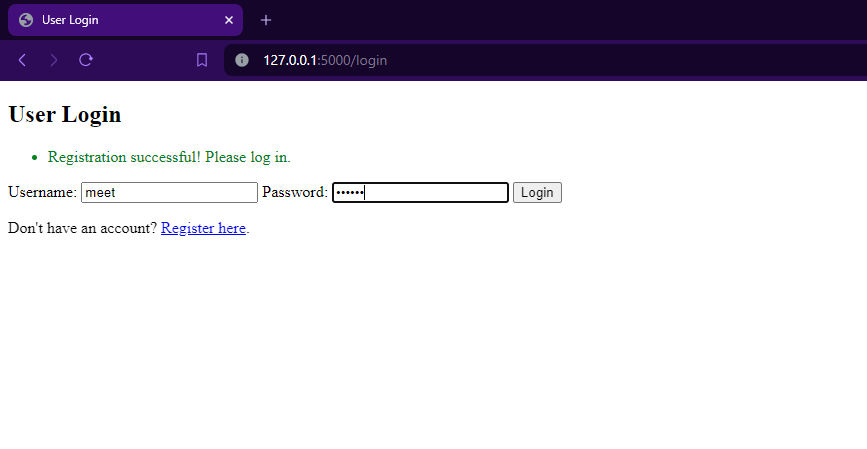 User Login
127.0.0.1:5000/login
User Login
• Registration successful! Please log in.
Username: meet Password: •••••• Login
Don't have an account? Register here.